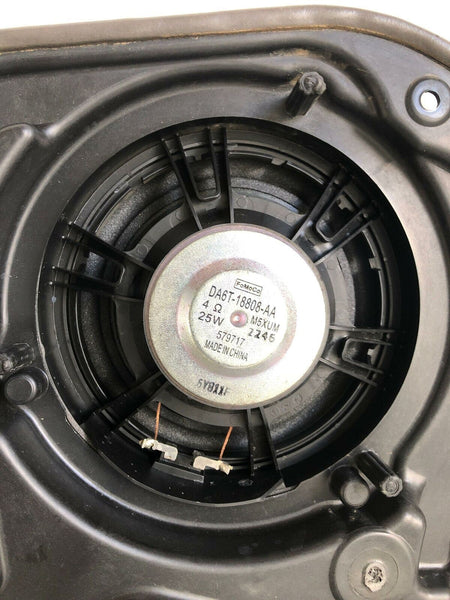 FoMoCo
DA6T-18808-AA
4 Ω M5XUM
25W 2246
579717
MADE IN CHINA